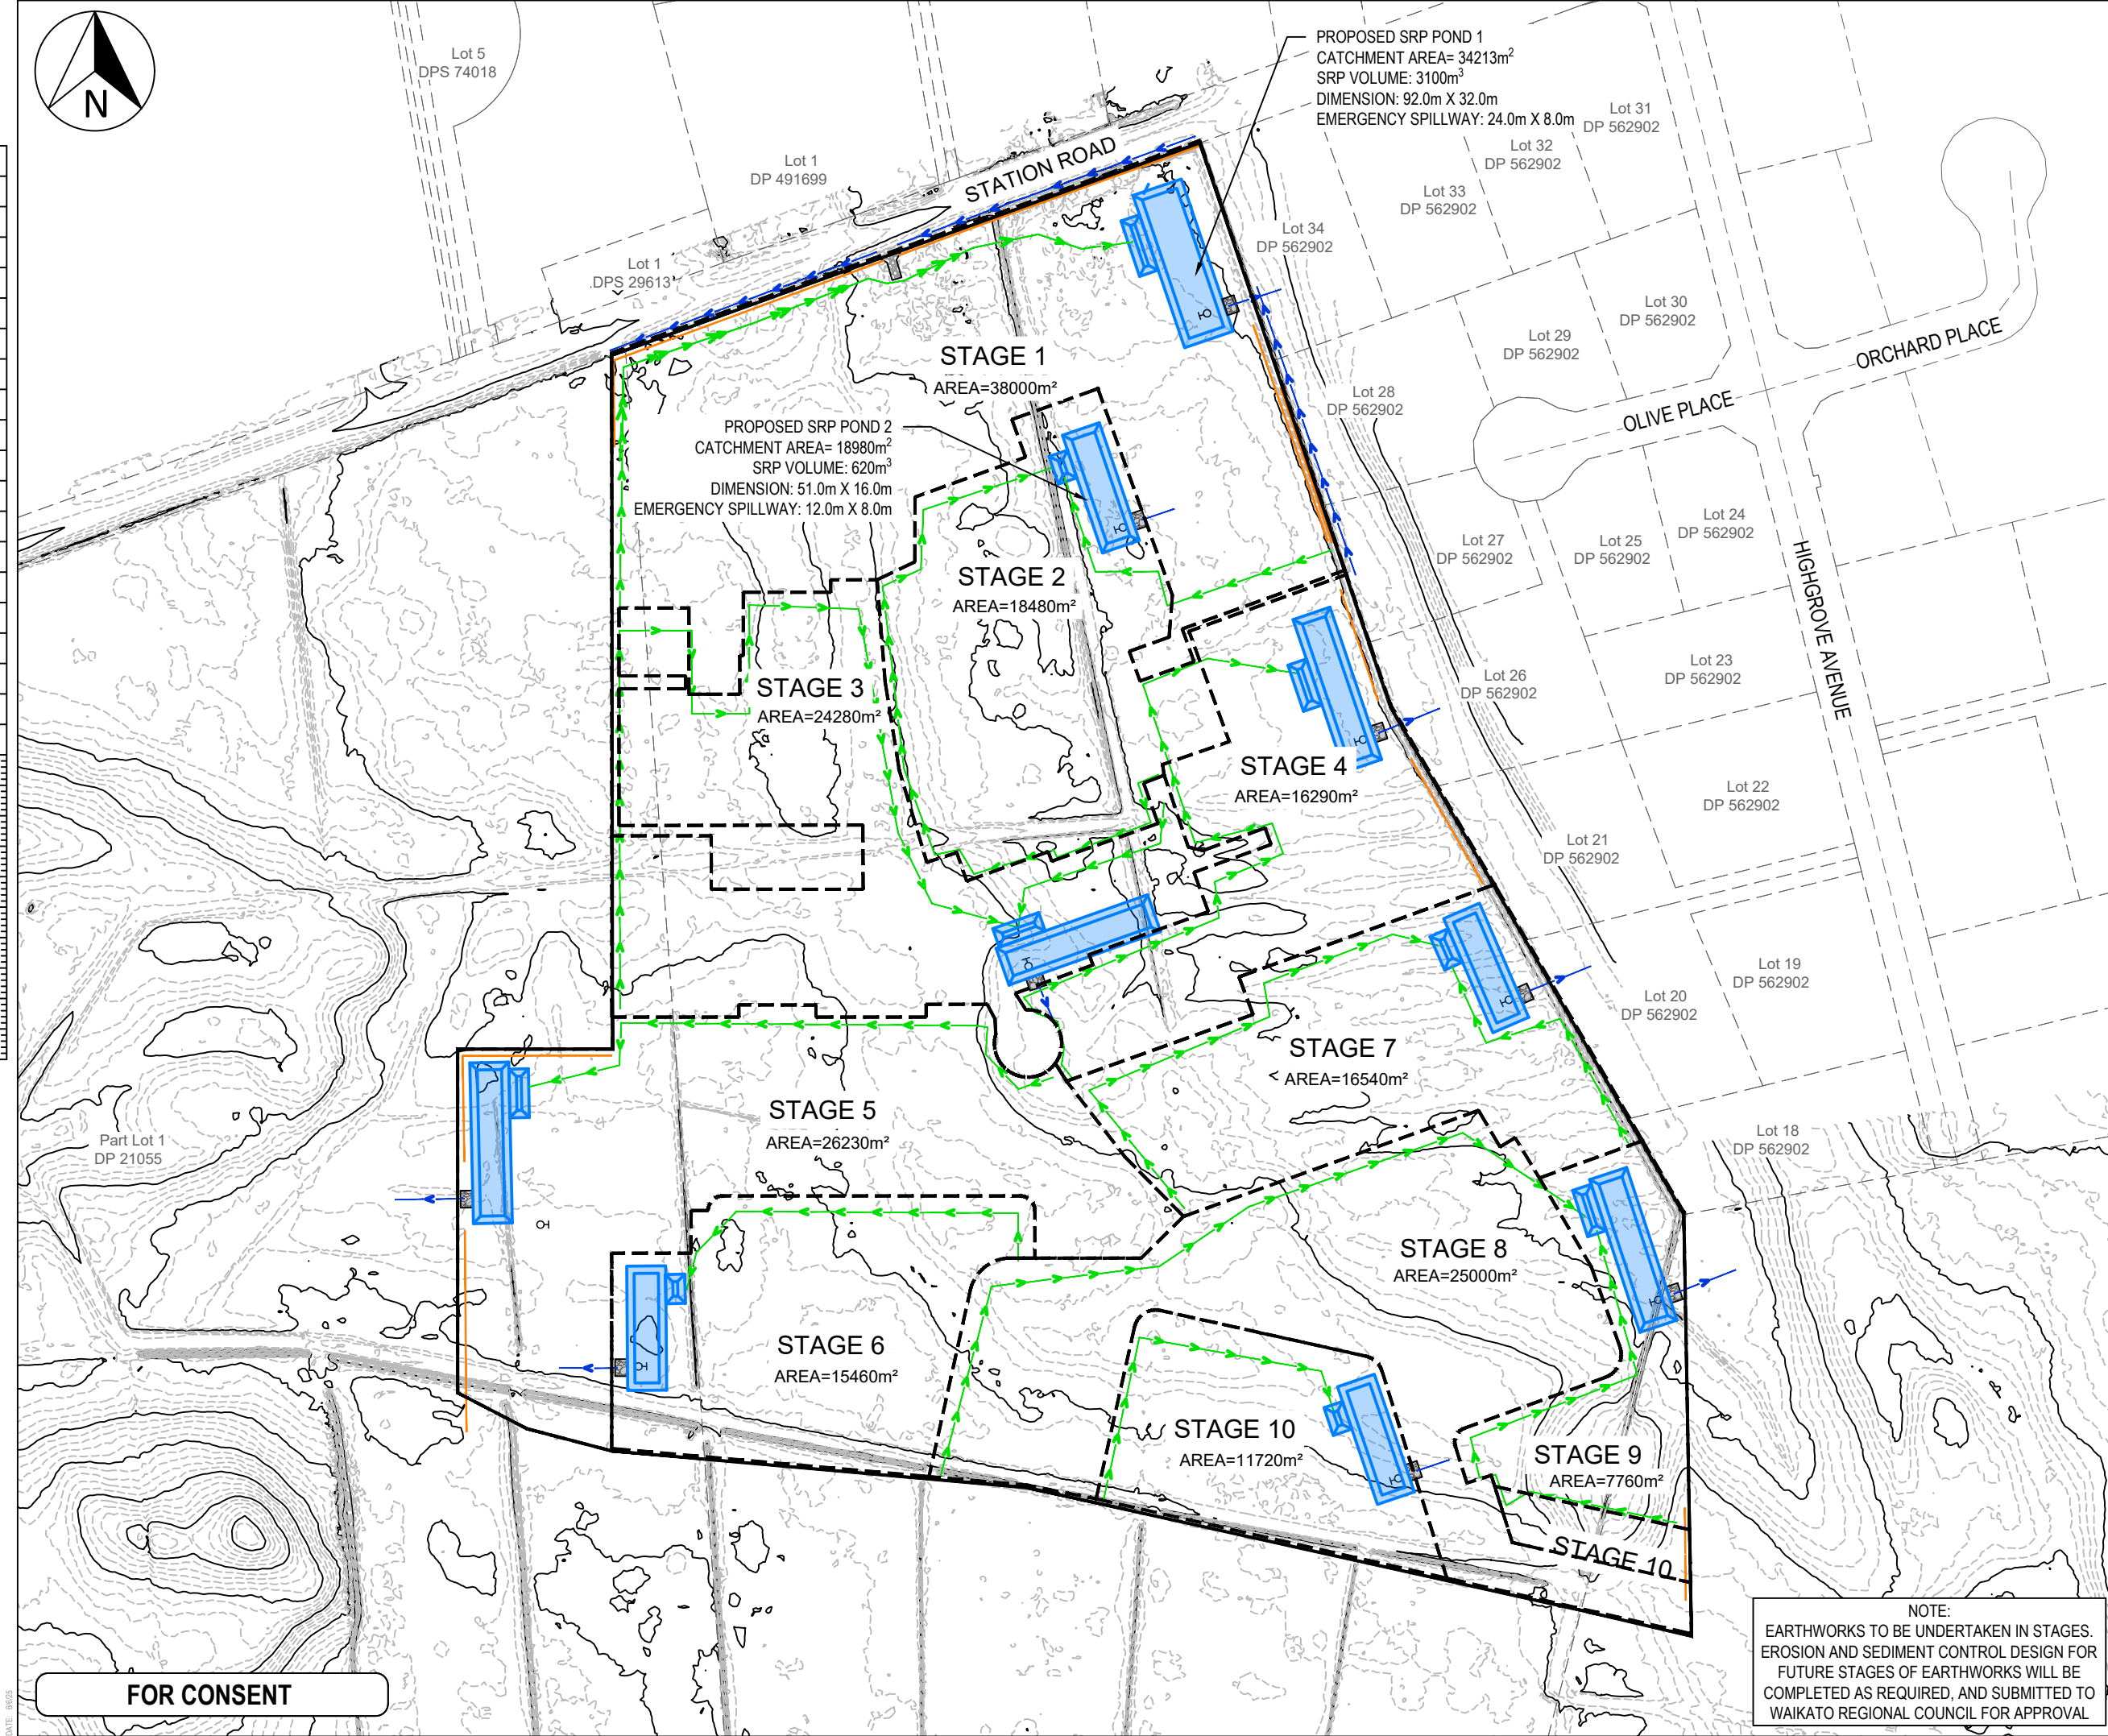 N
Lot 5
DPS 74018
PROPOSED SRP POND 1
CATCHMENT AREA= 34213m²
SRP VOLUME: 3100m³
DIMENSION: 92.0m X 32.0m
EMERGENCY SPILLWAY: 24.0m X 8.0m
Lot 31
DP 562902
Lot 32
DP 562902
Lot 33
DP 562902
Lot 1
DP 491699
STATION ROAD
Lot 34
DP 562902
Lot 1
DPS 29613
Lot 30
DP 562902
Lot 29
DP 562902
ORCHARD PLACE
STAGE 1
AREA=38000m²
Lot 28
DP 562902
OLIVE PLACE
PROPOSED SRP POND 2
CATCHMENT AREA= 18980m²
SRP VOLUME: 620m³
DIMENSION: 51.0m X 16.0m
EMERGENCY SPILLWAY: 12.0m X 8.0m
Lot 24
DP 562902
Lot 25
DP 562902
Lot 27
DP 562902
HIGHGROVE AVENUE
STAGE 2
AREA=18480m²
Lot 23
DP 562902
Lot 26
DP 562902
STAGE 3
AREA=24280m²
STAGE 4
AREA=16290m²
Lot 22
DP 562902
Lot 21
DP 562902
Lot 19
DP 562902
Lot 20
DP 562902
STAGE 7
AREA=16540m²
STAGE 5
AREA=26230m²
Part Lot 1
DP 21055
Lot 18
DP 562902
STAGE 8
AREA=25000m²
STAGE 6
AREA=15460m²
STAGE 10
AREA=11720m²
STAGE 9
AREA=7760m²
STAGE 10
NOTE:
EARTHWORKS TO BE UNDERTAKEN IN STAGES.
EROSION AND SEDIMENT CONTROL DESIGN FOR
FUTURE STAGES OF EARTHWORKS WILL BE
COMPLETED AS REQUIRED, AND SUBMITTED TO
WAIKATO REGIONAL COUNCIL FOR APPROVAL
FOR CONSENT